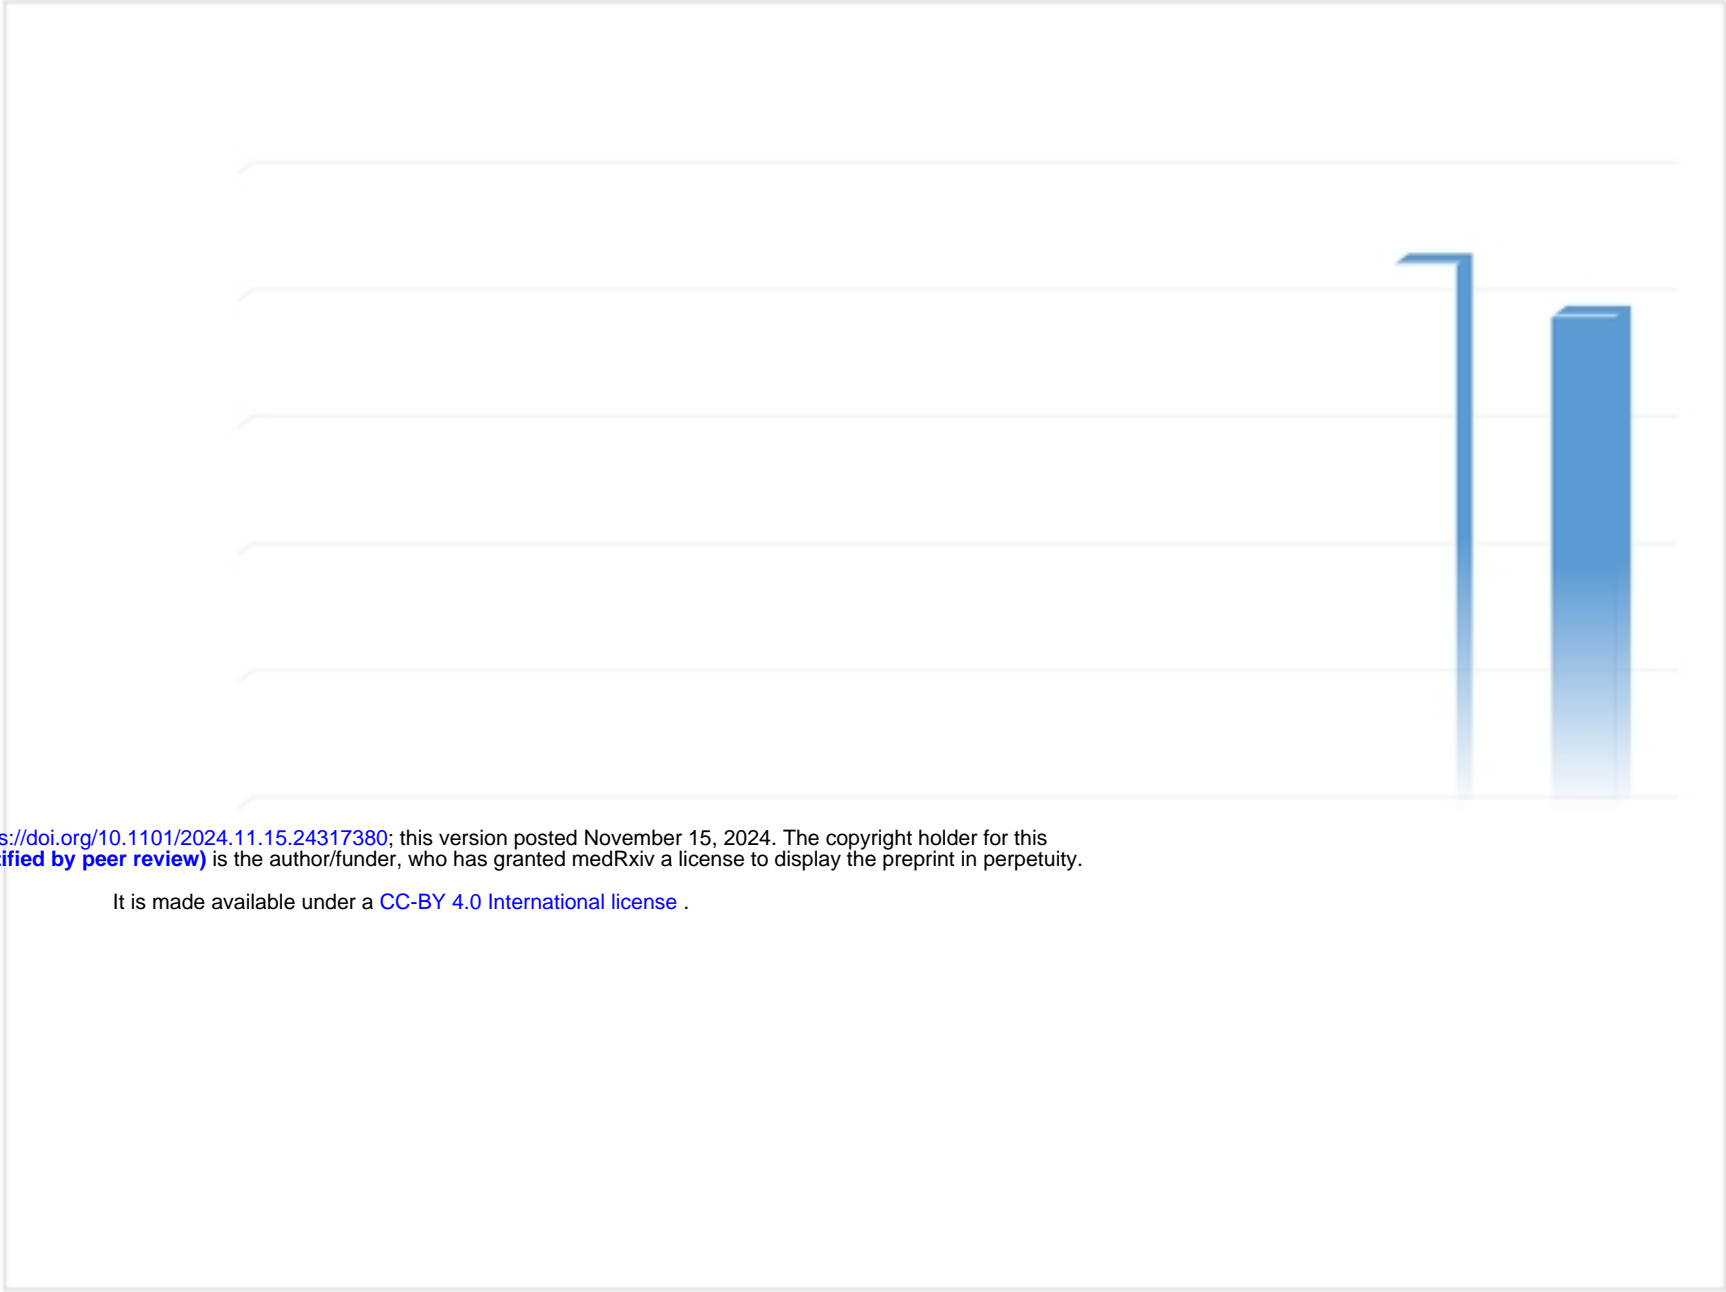 s://doi.org/10.1101/2024.11.15.24317380; this version posted November 15, 2024. The copyright holder for this
tified by peer review) is the author/funder, who has granted medRxiv a license to display the preprint in perpetuity.
It is made available under a CC-BY 4.0 International license .